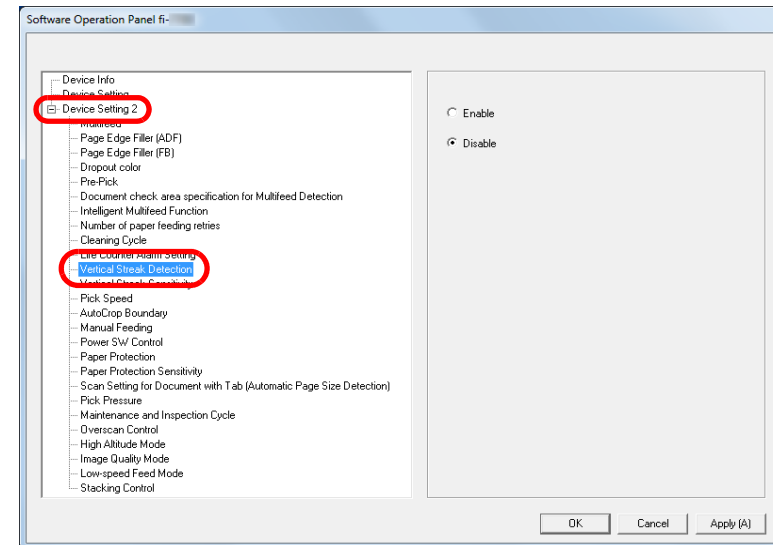 Software Operation Panel fi-
Device Info
Device Setting
Device Setting 2
Multifeed
Page Edge Filler (ADF)
Page Edge Filler (FB)
Dropout color
Pre-Pick
Document check area specification for Multifeed Detection
Intelligent Multifeed Function
Number of paper feeding retries
Cleaning Cycle
Life Counter Alarm Setting
Vertical Streak Detection
Vertical Streak Sensitivity
Pick Speed
AutoCrop Boundary
Manual Feeding
Power SW Control
Paper Protection
Paper Protection Sensitivity
Scan Setting for Document with Tab (Automatic Page Size Detection)
Pick Pressure
Maintenance and Inspection Cycle
Overscan Control
High Altitude Mode
Image Quality Mode
Low-speed Feed Mode
Stacking Control
Enable
Disable
OK
Cancel
Apply (A)